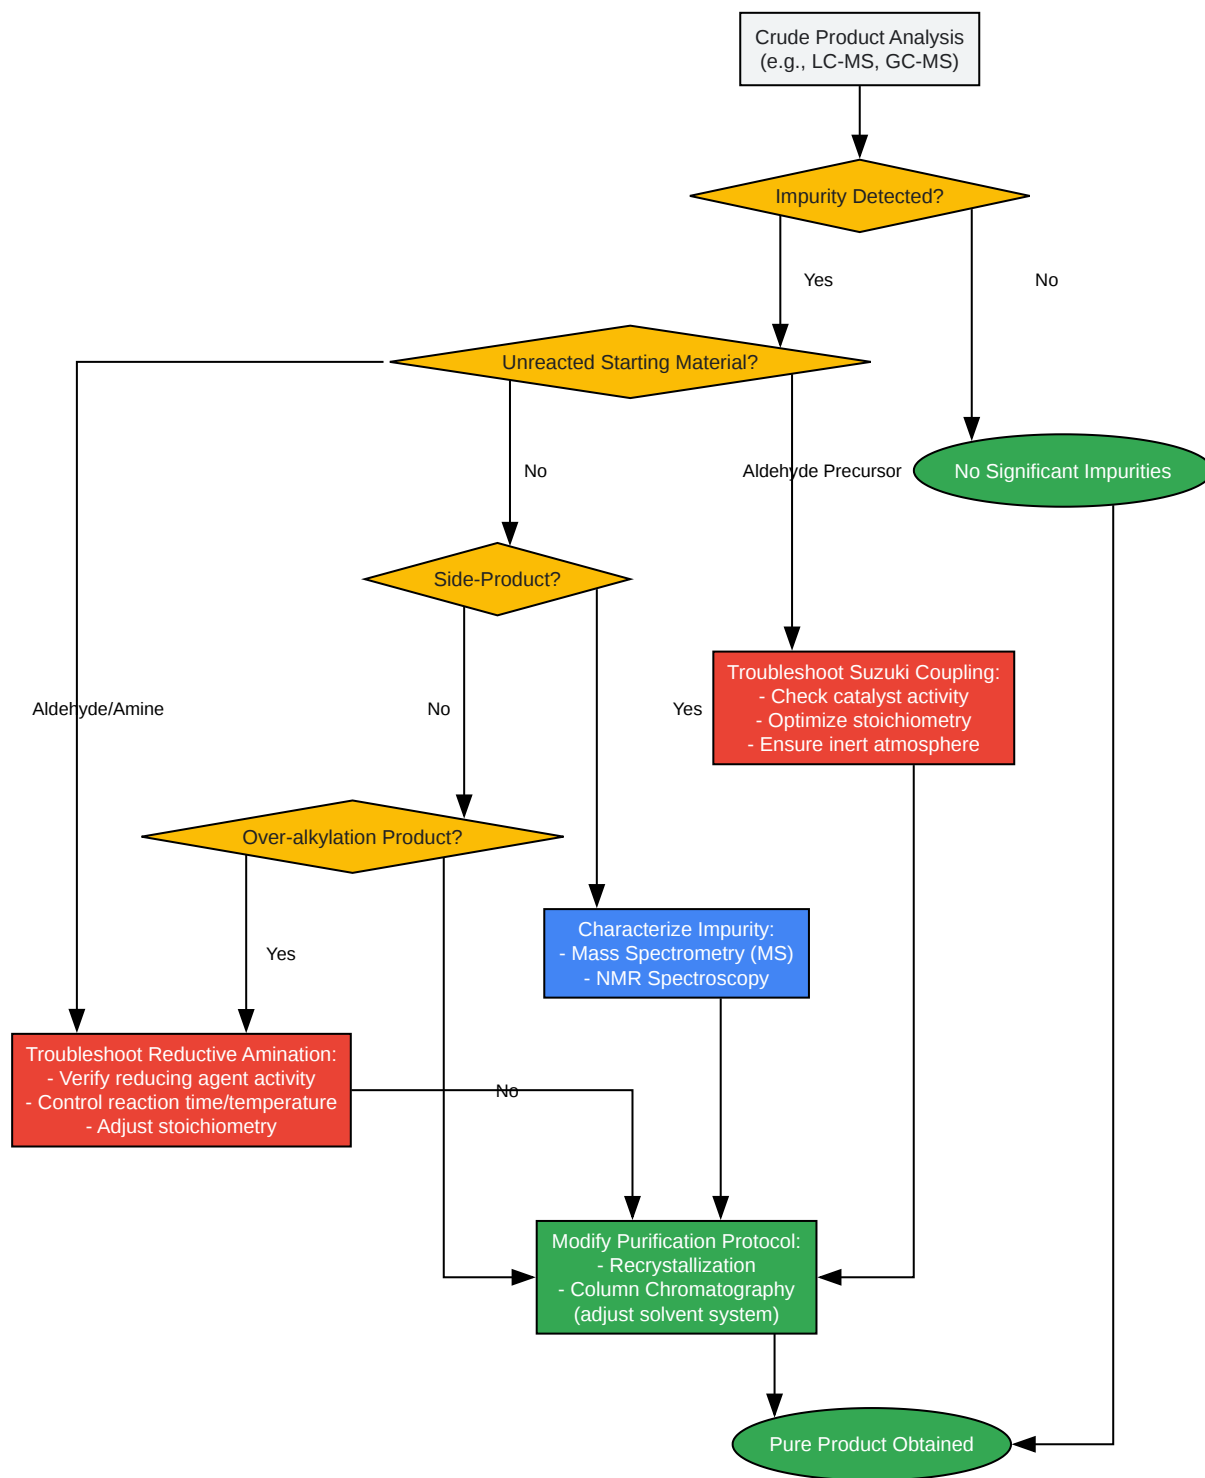 Crude Product Analysis
(e.g., LC-MS, GC-MS)
Impurity Detected?
Yes
No
Unreacted Starting Material?
No
Aldehyde Precursor
No Significant Impurities
Side-Product?
Troubleshoot Suzuki Coupling:
- Check catalyst activity
- Optimize stoichiometry
- Ensure inert atmosphere
Aldehyde/Amine
No
Yes
Over-alkylation Product?
Characterize Impurity:
- Mass Spectrometry (MS)
- NMR Spectroscopy
Yes
Troubleshoot Reductive Amination:
- Verify reducing agent activity
- Control reaction time/temperature
- Adjust stoichiometry
No
Modify Purification Protocol:
- Recrystallization
- Column Chromatography
(adjust solvent system)
Pure Product Obtained